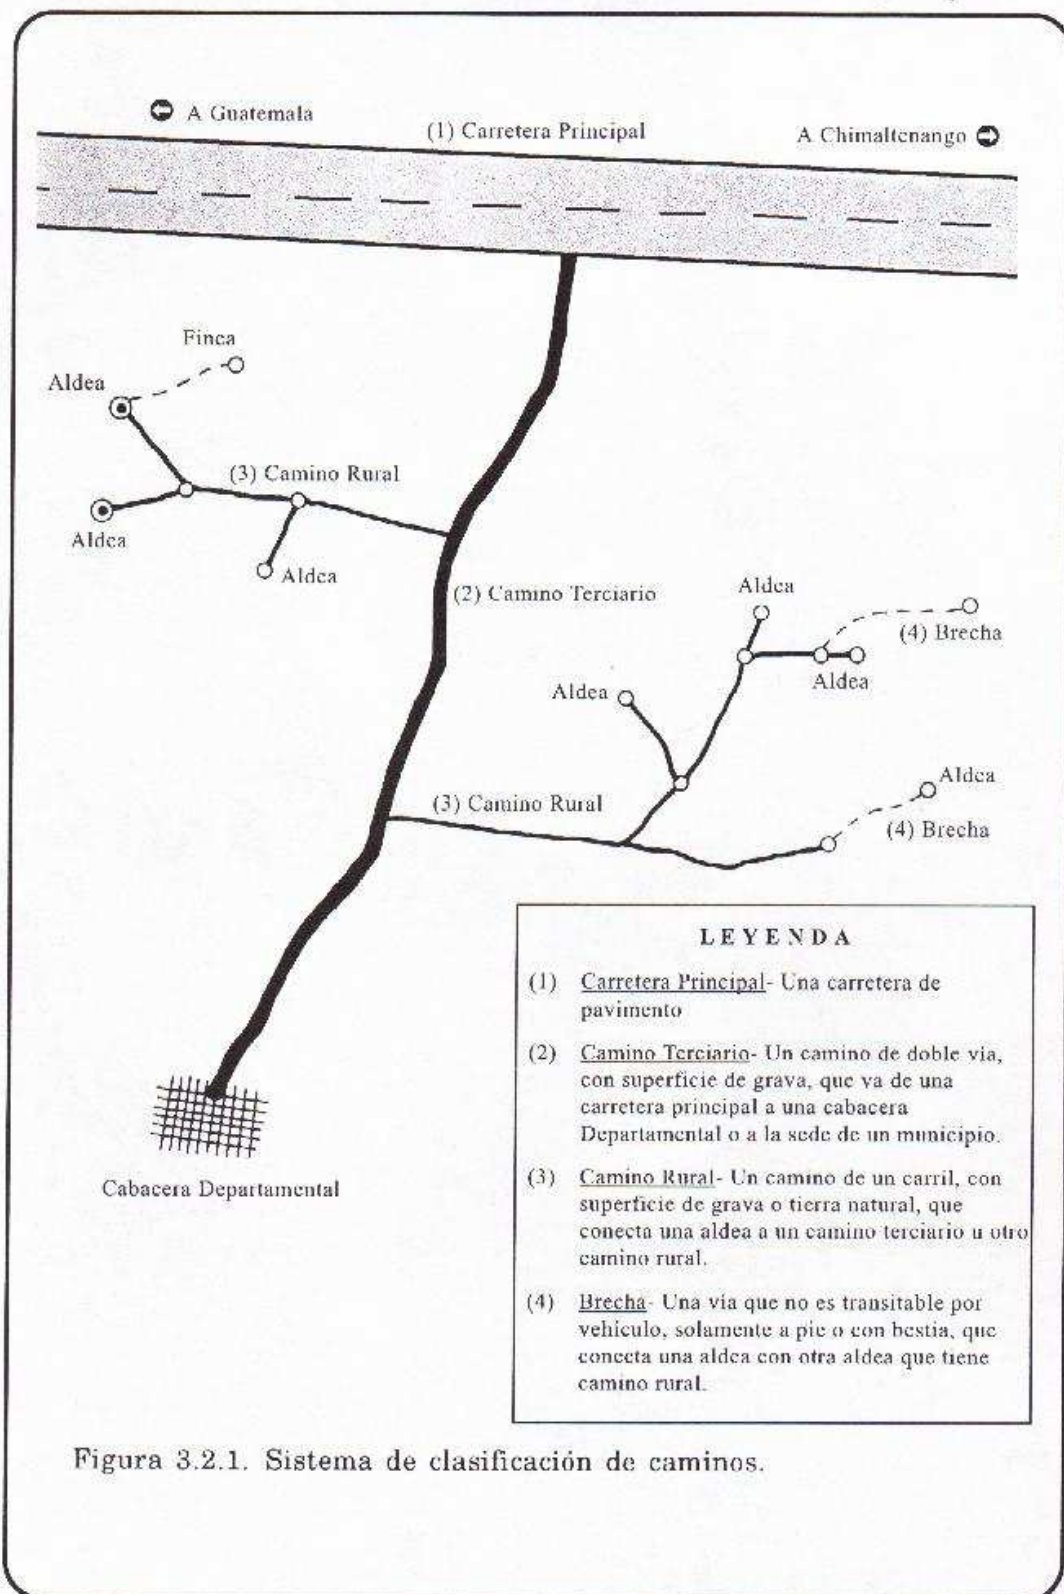 A Guatemala
(1) Carretera Principal
A Chimaltenango
Finca
Aldea
(3) Camino Rural
Aldea
Aldea
(2) Camino Terciario
Aldea
(4) Brecha
Aldea
Aldea
Aldea
(3) Camino Rural
(4) Brecha
LEYENDA
(1) Carretera Principal- Una carretera de
pavimento
(2) Camino Terciario- Un camino de doble vía,
con superficie de grava, que va de una
carretera principal a una cabacera
Departamental o a la sede de un municipio.
(3) Camino Rural- Un camino de un carril, con
superficie de grava o tierra natural, que
conecta una aldea a un camino terciario u otro
camino rural.
(4) Brecha- Una vía que no es transitable por
vehículo, solamente a pie o con bestia, que
conecta una aldea con otra aldea que tiene
camino rural.
Cabacera Departamental
Figura 3.2.1. Sistema de clasificación de caminos.